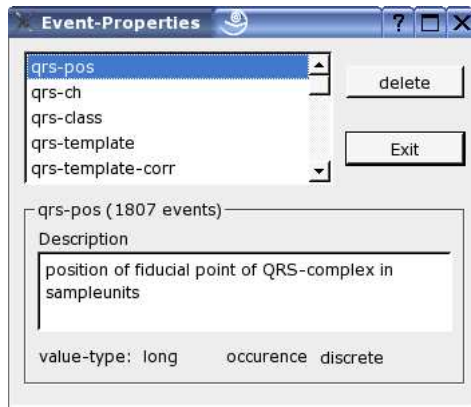 Event-Properties
qrs-pos
qrs-ch
qrs-class
qrs-template
qrs-template-corr
delete
Exit
qrs-pos (1807 events)
Description
position of fiducial point of QRS-complex in
sampleunits
value-type: long occurence discrete